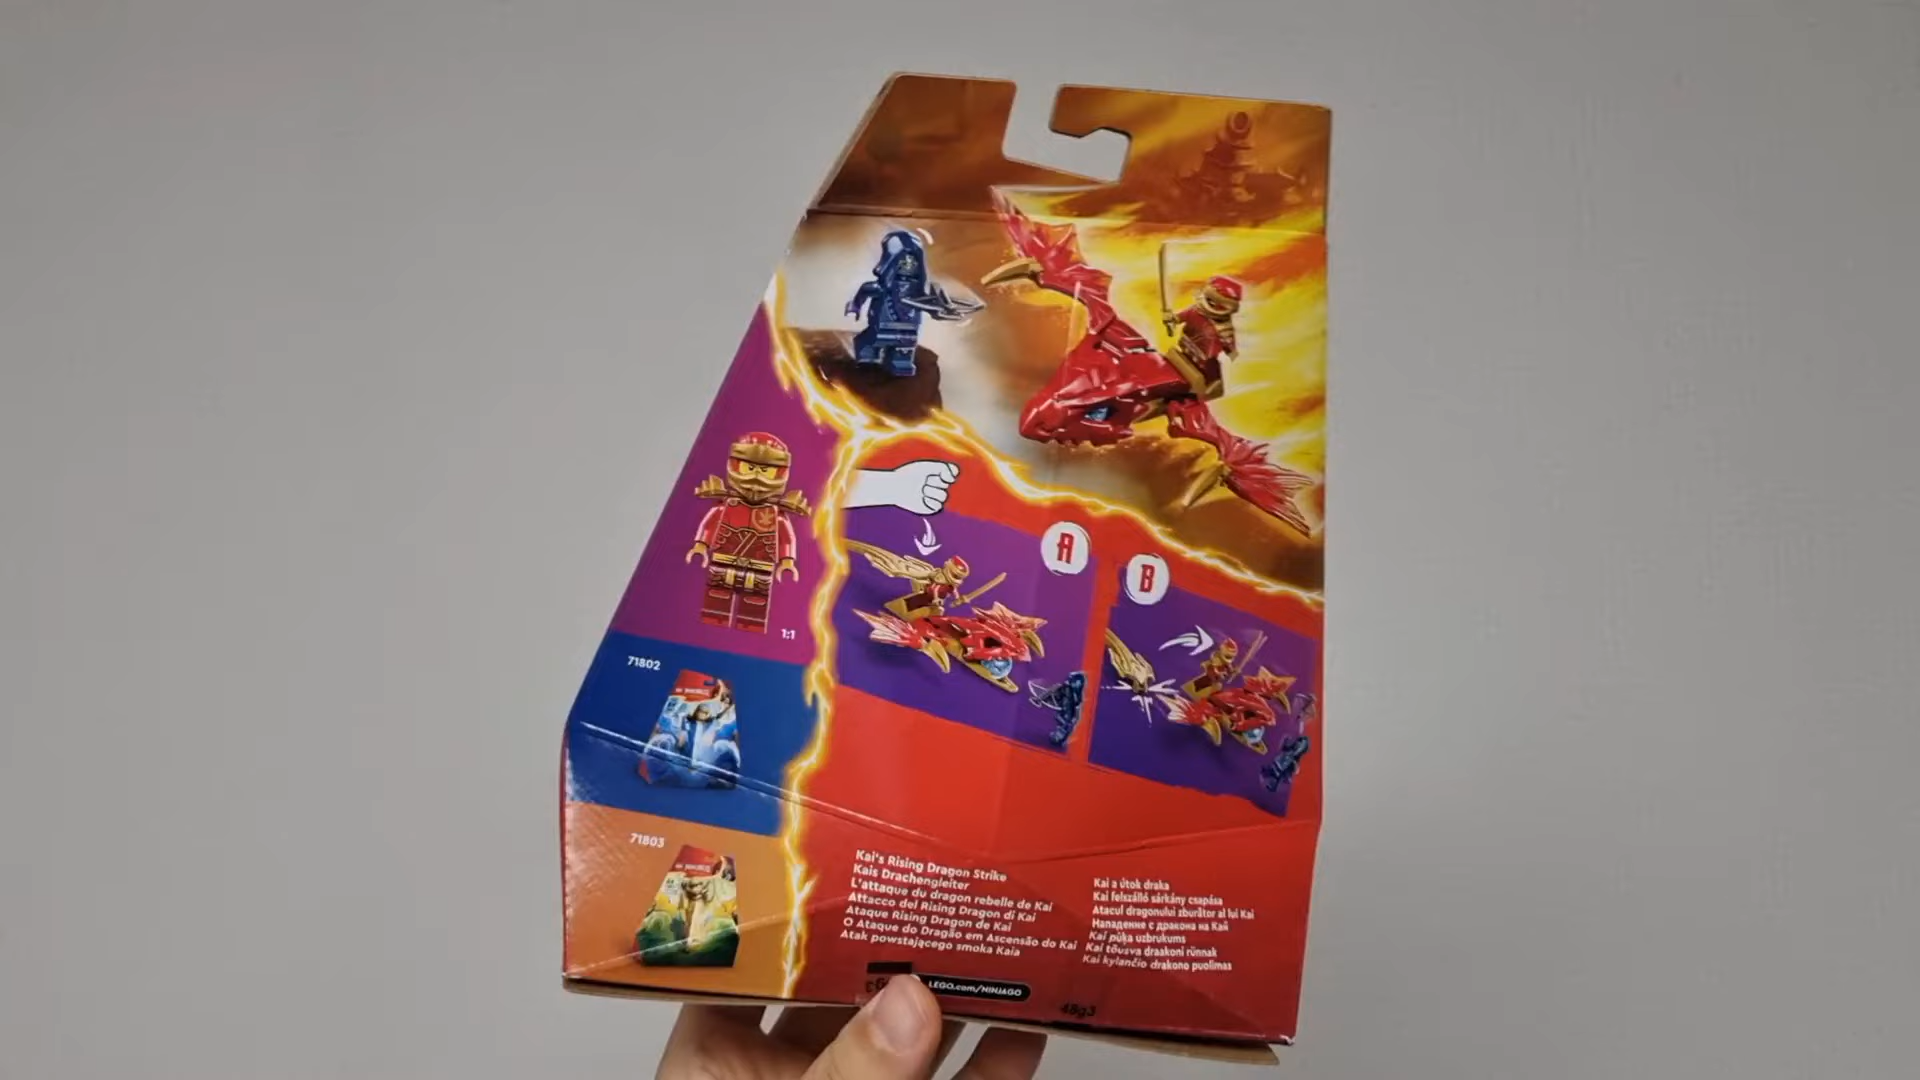 A
B
1:1
71802
71803
Kai's Rising Dragon Strike
Kais Drachengleiter
L'attaque du dragon rebelle de Kai
Attacco del Rising Dragon di Kai
Ataque Rising Dragon de Kai
O Ataque do Dragão em Ascensão do Kai
Atak powstającego smoka Kaia
Kai a útok draka
Kai felszálló sárkány csapása
Atacul dragonului zburător al lui Kai
Нападение с дракона на Кай
Kai pūķa uzbrukums
Kai tõusva draakoni rünnak
Kai kylančio drakono puolimas
LEGO.com/NINJAGO
48g3